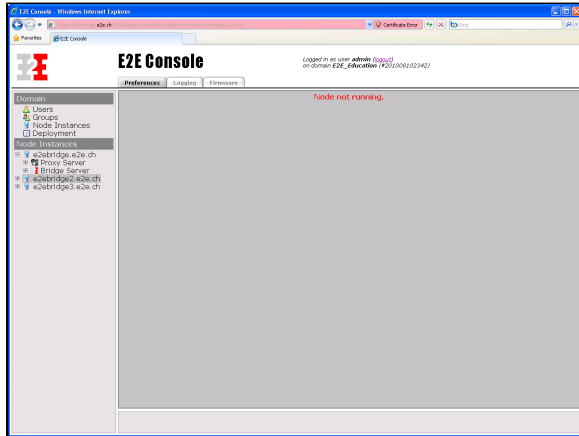 E2E Console - Windows Internet Explorer
e2e.ch
Certificate Error
Bing
Favorites
E2E Console
E2E Console
Logged in as user admin (logout)
on domain E2E_Education (#201008102342)
Preferences
Logging
Firmware
Domain
Users
Groups
Node Instances
Deployment
Node Instances
e2ebridge.e2e.ch
Proxy Server
Bridge Server
e2ebridge2.e2e.ch
e2ebridge3.e2e.ch
Node not running.